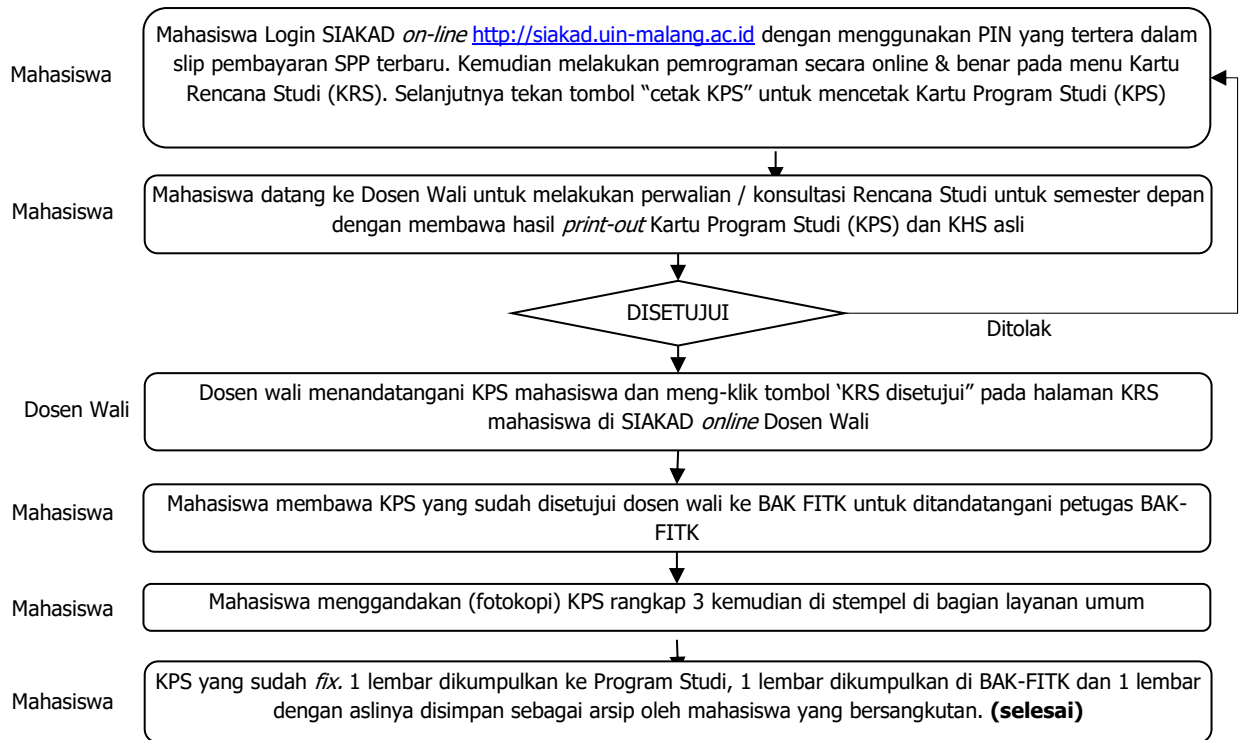 Mahasiswa Login SIAKAD on-line http://siakad.uin-malang.ac.id dengan menggunakan PIN yang tertera dalam
slip pembayaran SPP terbaru. Kemudian melakukan pemrograman secara online & benar pada menu Kartu
Rencana Studi (KRS). Selanjutnya tekan tombol “cetak KPS” untuk mencetak Kartu Program Studi (KPS)
Mahasiswa
Mahasiswa datang ke Dosen Wali untuk melakukan perwalian / konsultasi Rencana Studi untuk semester depan
dengan membawa hasil print-out Kartu Program Studi (KPS) dan KHS asli
Mahasiswa
DISETUJUI
Ditolak
Dosen wali menandatangani KPS mahasiswa dan meng-klik tombol ‘KRS disetujui” pada halaman KRS
mahasiswa di SIAKAD online Dosen Wali
Dosen Wali
Mahasiswa membawa KPS yang sudah disetujui dosen wali ke BAK FITK untuk ditandatangani petugas BAK-
FITK
Mahasiswa
Mahasiswa menggandakan (fotokopi) KPS rangkap 3 kemudian di stempel di bagian layanan umum
Mahasiswa
KPS yang sudah fix. 1 lembar dikumpulkan ke Program Studi, 1 lembar dikumpulkan di BAK-FITK dan 1 lembar
dengan aslinya disimpan sebagai arsip oleh mahasiswa yang bersangkutan. (selesai)
Mahasiswa